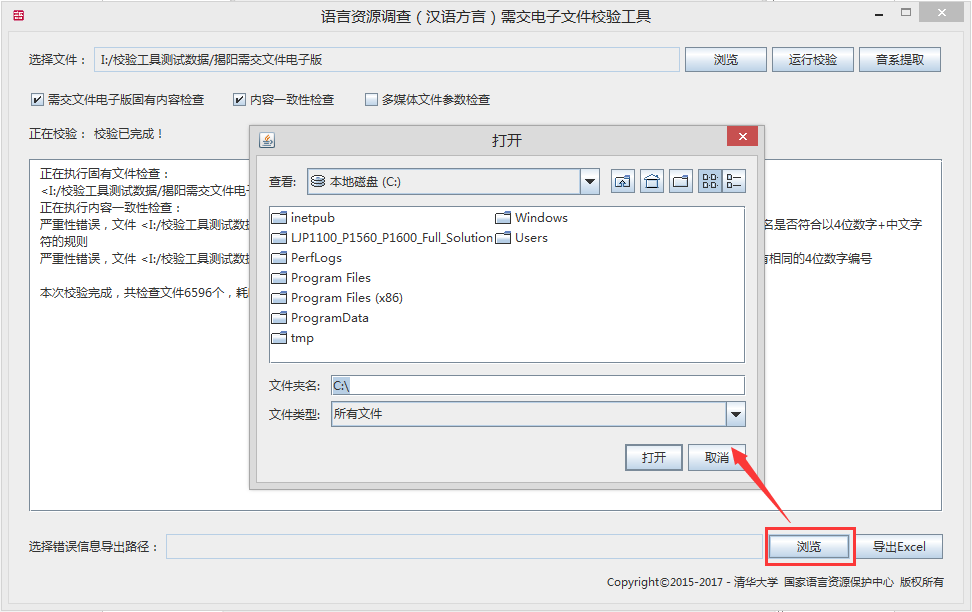 语言资源调查（汉语方言）需交电子文件校验工具
选择文件： I:/校验工具测试数据/揭阳需交文件电子版 浏览 运行校验 音系提取
需交文件电子版固有内容检查 内容一致性检查 多媒体文件参数检查
正在校验： 校验已完成！
正在执行固有文件检查：
<I:/校验工具测试数据/揭阳需交文件电
正在执行内容一致性检查：
严重性错误，文件 <I:/校验工具测试数 名是否符合以4位数字+中文字
符的规则
严重性错误，文件 <I:/校验工具测试数 有相同的4位数字编号
本次校验完成，共检查文件6596个，耗
打开
查看: 本地磁盘 (C:)
inetpub Windows
LJP1100_P1560_P1600_Full_Solution Users
PerfLogs
Program Files
Program Files (x86)
ProgramData
tmp
文件夹名: C:\
文件类型: 所有文件
打开 取消
选择错误信息导出路径： 浏览 导出Excel
Copyright©2015-2017 - 清华大学 国家语言资源保护中心 版权所有